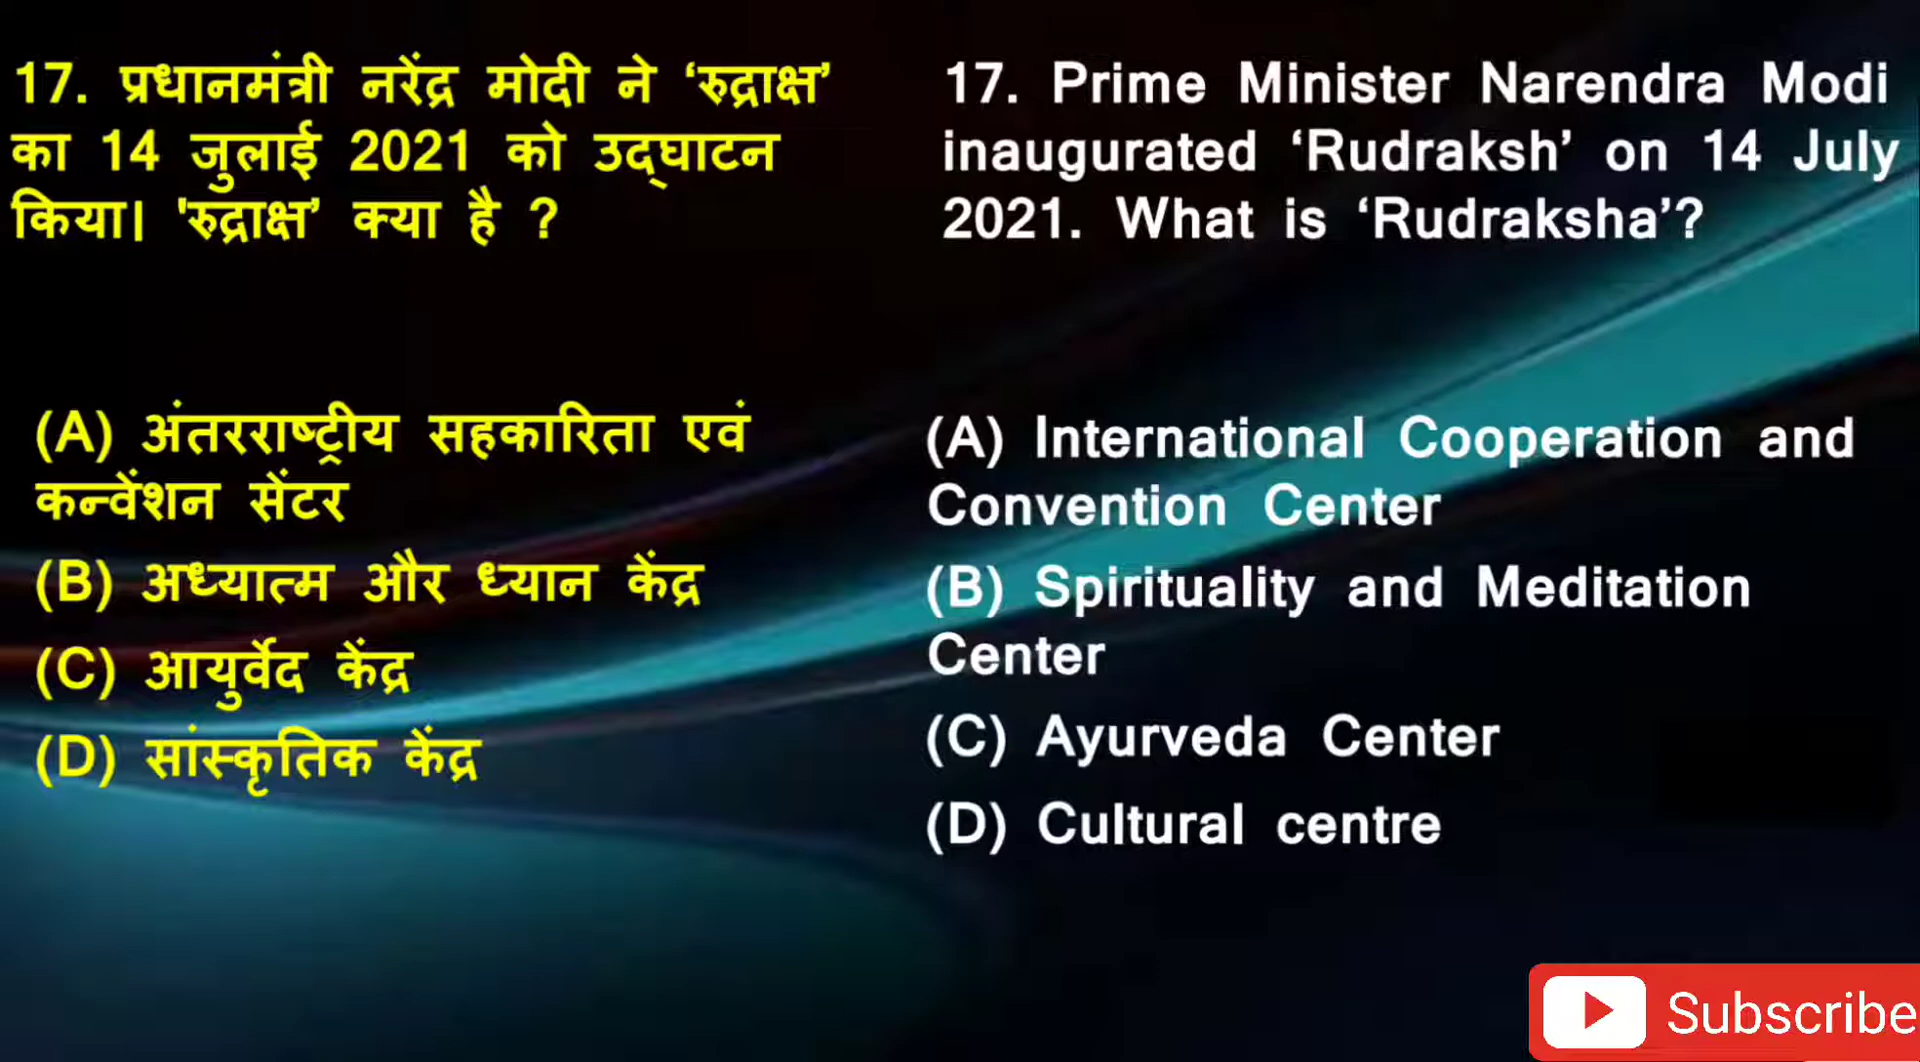 17. प्रधानमंत्री नरेंद्र मोदी ने ‘रुद्राक्ष’
का 14 जुलाई 2021 को उद्‌घाटन
किया। 'रुद्राक्ष’ क्या है ?
(A) अंतरराष्ट्रीय सहकारिता एवं
कन्वेंशन सेंटर
(B) अध्यात्म और ध्यान केंद्र
(C) आयुर्वेद केंद्र
(D) सांस्कृतिक केंद्र
17. Prime Minister Narendra Modi
inaugurated ‘Rudraksh’ on 14 July
2021. What is ‘Rudraksha’?
(A) International Cooperation and
Convention Center
(B) Spirituality and Meditation
Center
(C) Ayurveda Center
(D) Cultural centre
Subscribe